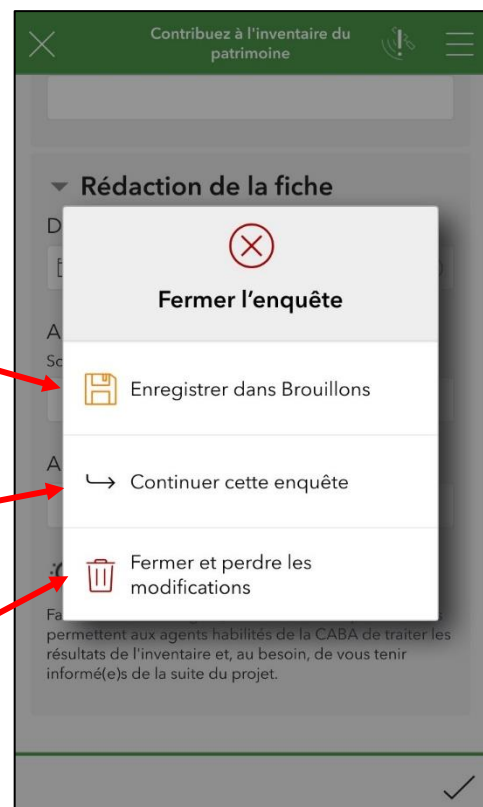 Contribuez à l'inventaire du
patrimoine
Rédaction de la fiche
D
Fermer l'enquête
A
Enregistrer dans Brouillons
A
Continuer cette enquête
Fermer et perdre les
modifications
permettent aux agents habilités de la CABA de traiter les
résultats de l'inventaire et, au besoin, de vous tenir
informé(e)s de la suite du projet.